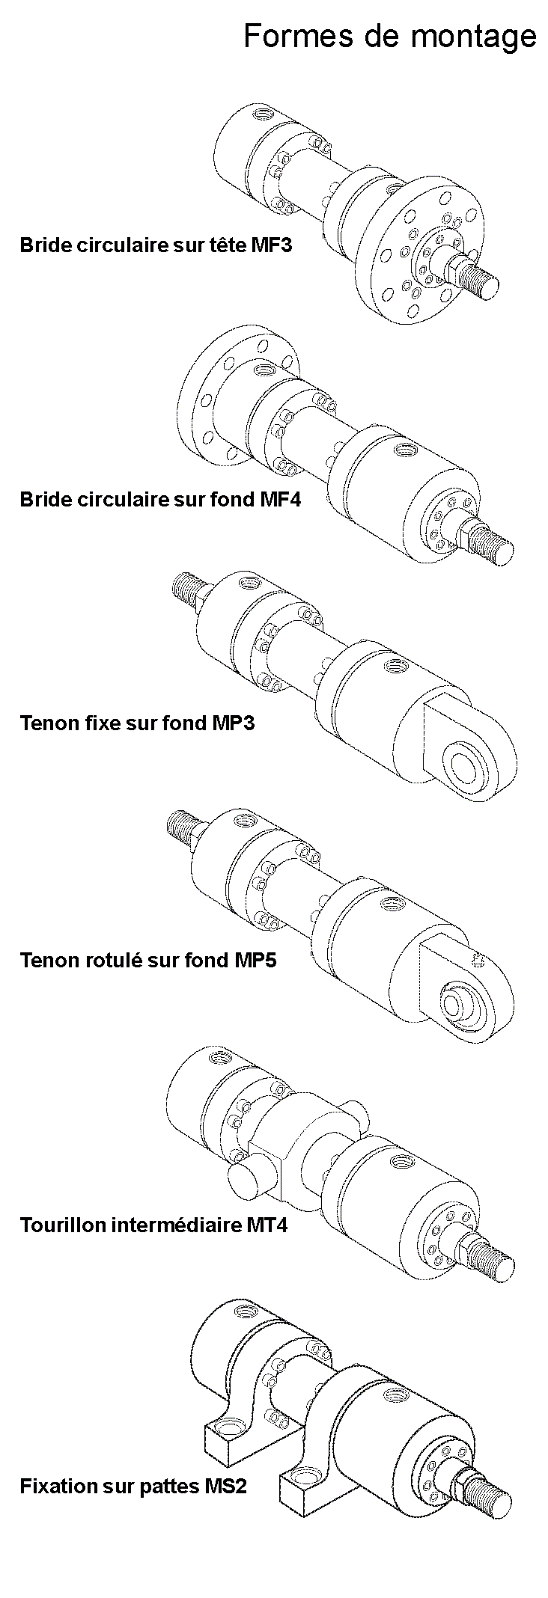 Formes de montage
Bride circulaire sur tête MF3
Bride circulaire sur fond MF4
Tenon fixe sur fond MP3
Tenon rotulé sur fond MP5
Tourillon intermédiaire MT4
Fixation sur pattes MS2